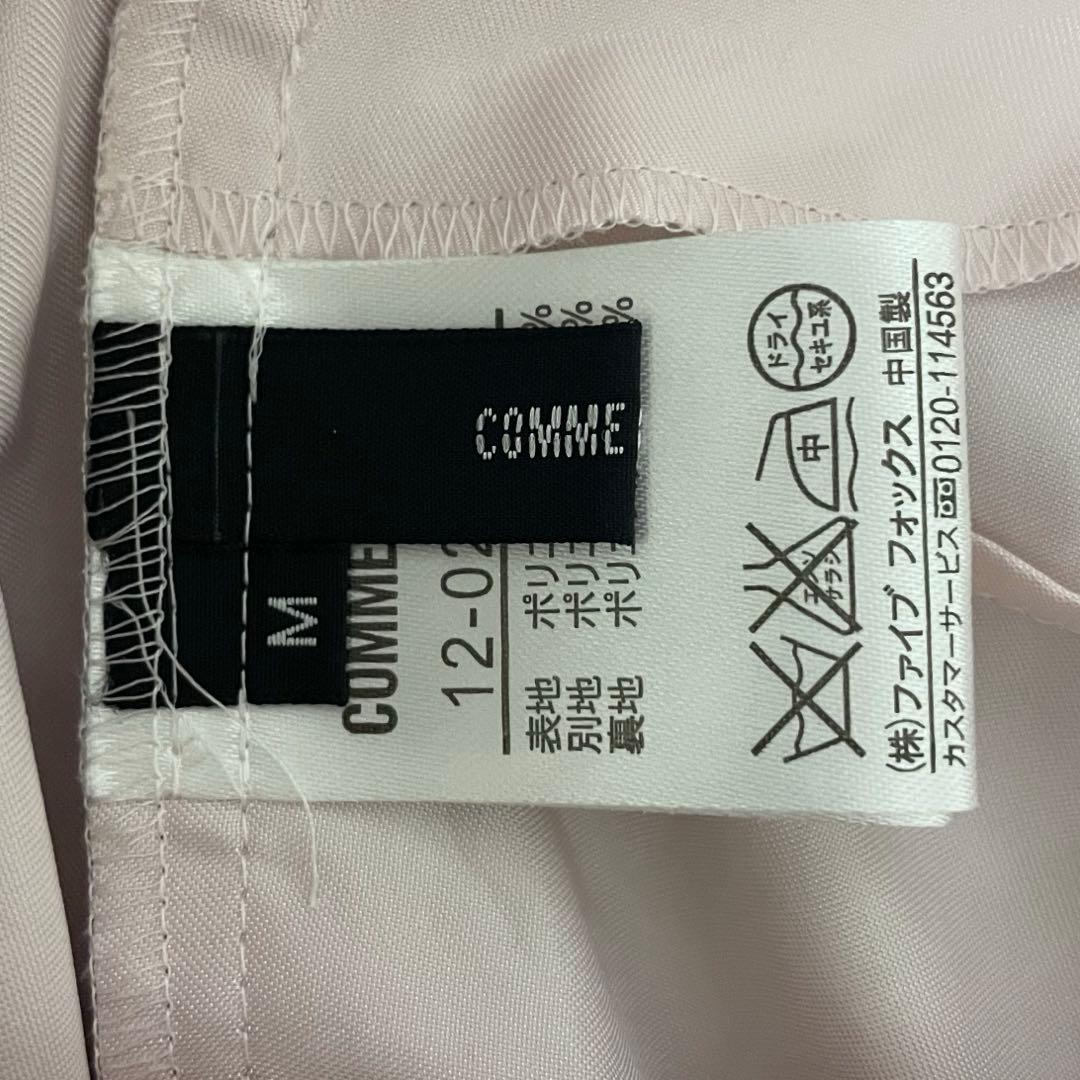 COMME
M
COMME
12-02
表地 ポリ %
別地 ポリ %
裏地 ポリ %
エンソ
サラシ
中
ドライ
セキユ系
(株)ファイブ フォックス 中国製
カスタマーサービス 0120-114563